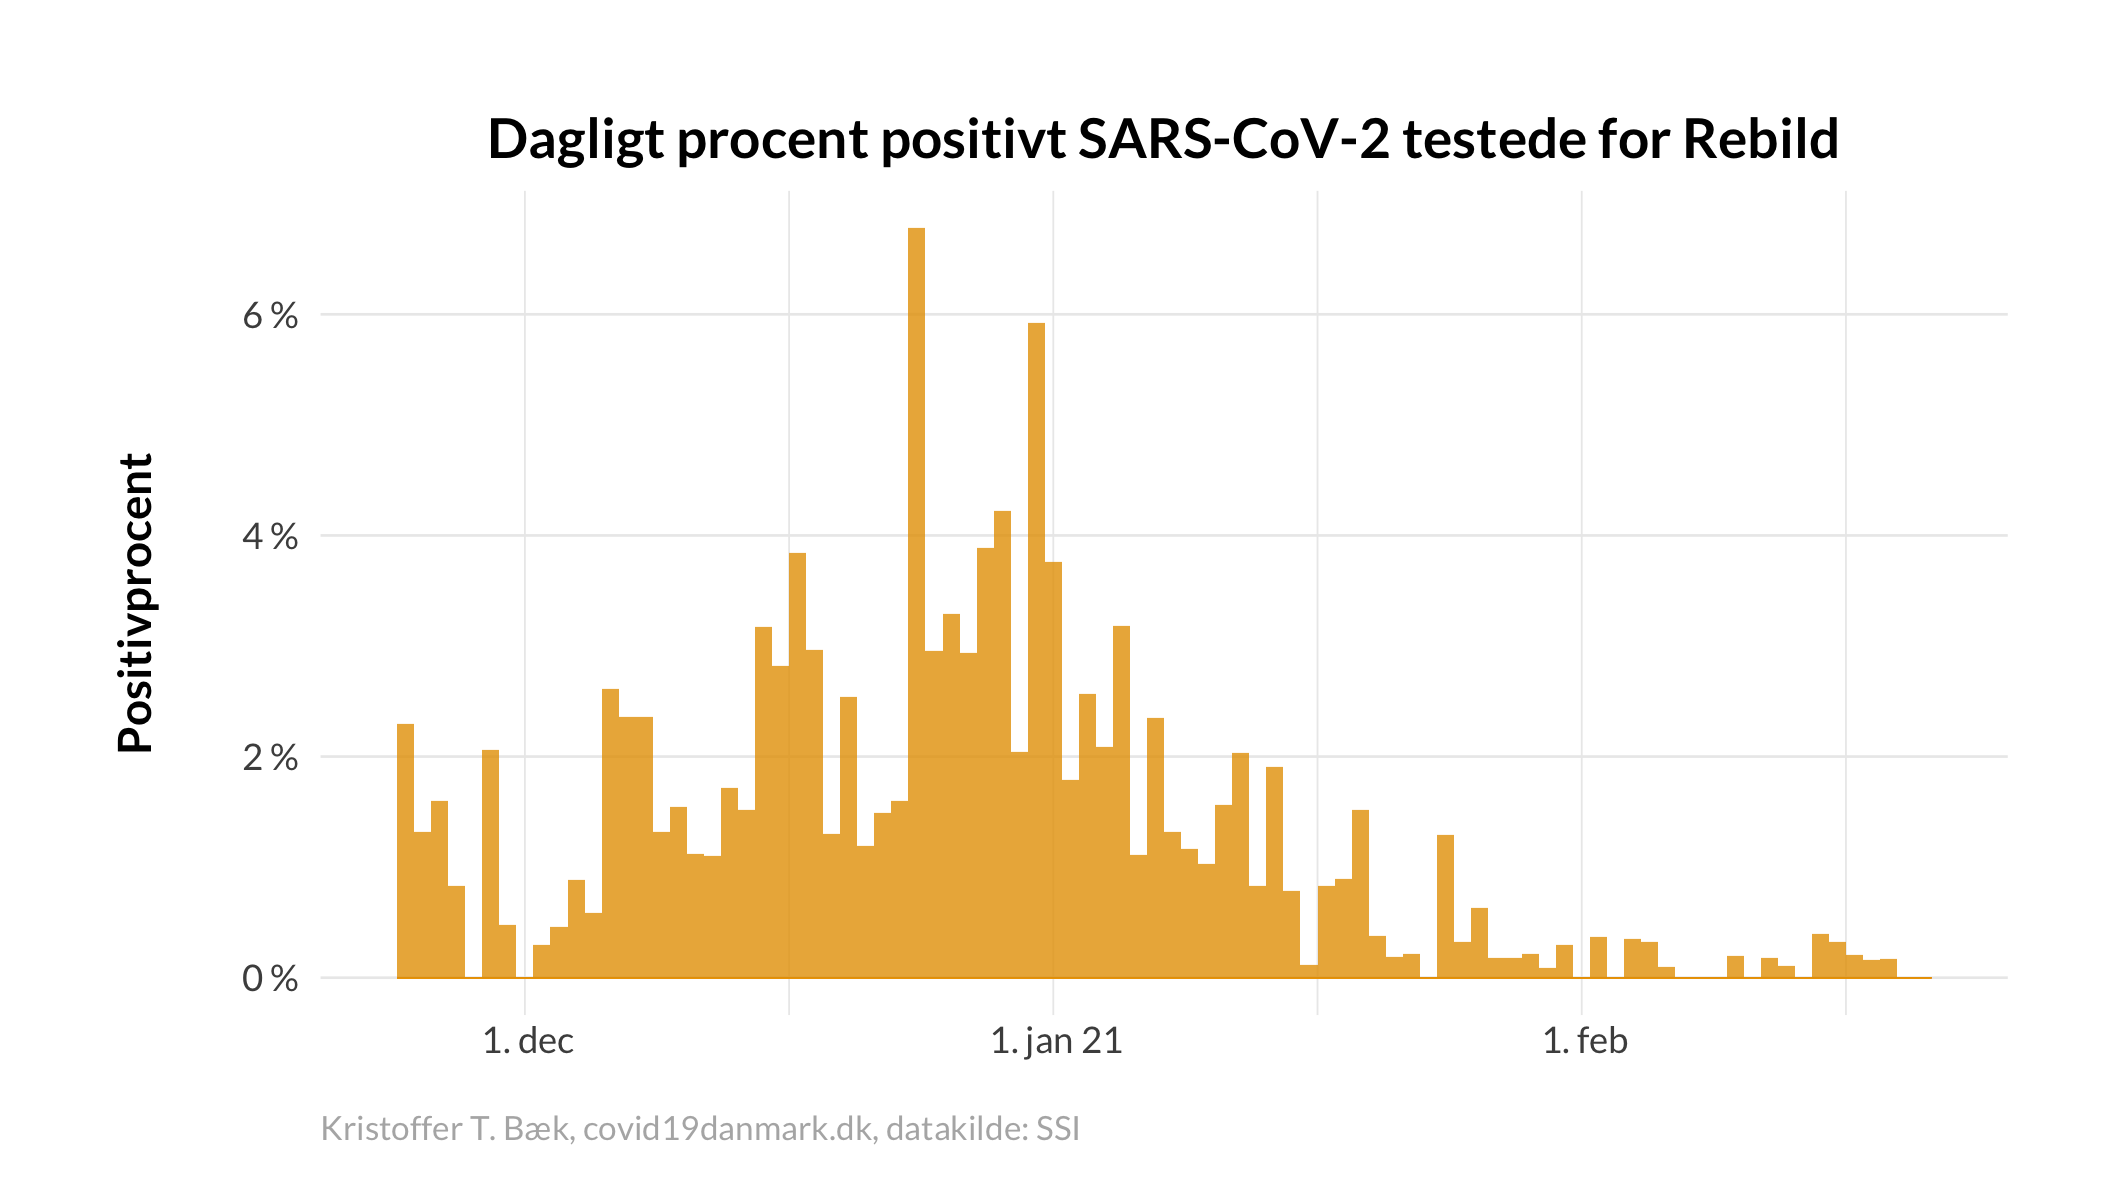 Dagligt procent positivt SARS-CoV-2 testede for Rebild
Positivprocent
6 %
4 %
2 %
0 %
1. dec
1. jan 21
1. feb
Kristoffer T. Bæk, covid19danmark.dk, datakilde: SSI